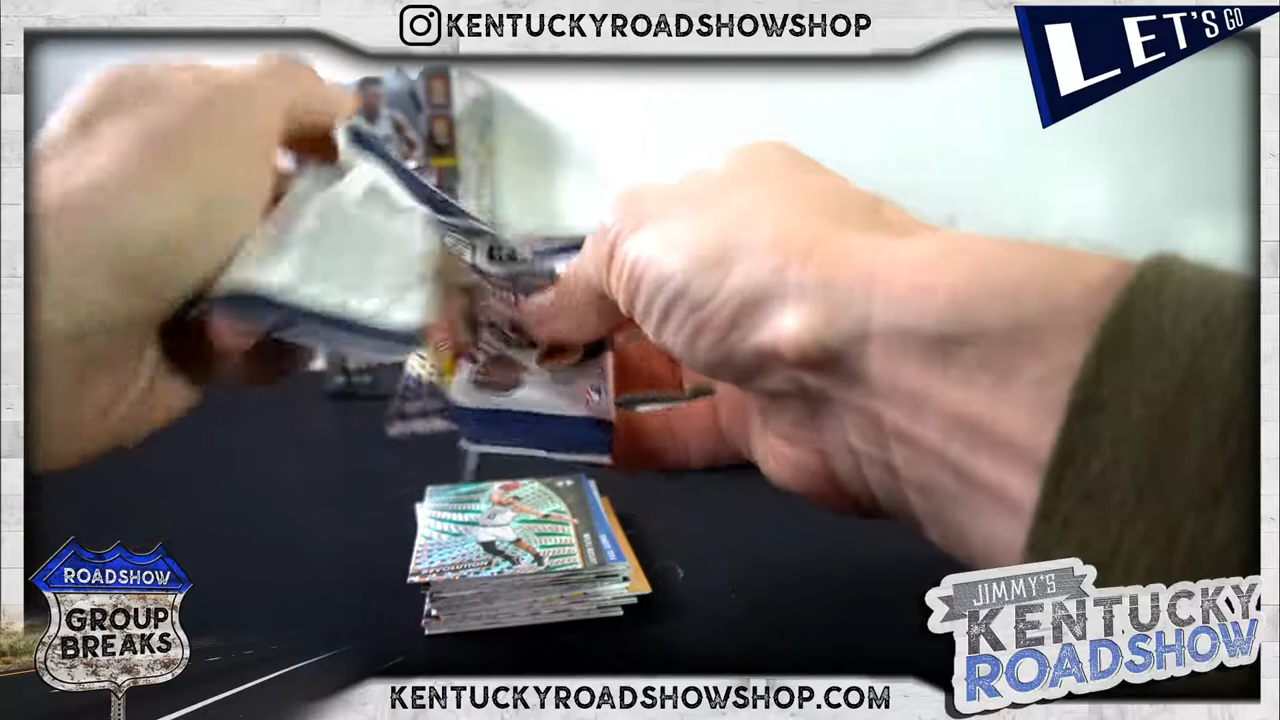 KENTUCKYROADSHOWSHOP
LET'S GO
ROADSHOW
GROUP
BREAKS
JIMMY'S
KENTUCKY
ROADSHOW
KENTUCKYROADSHOWSHOP.COM